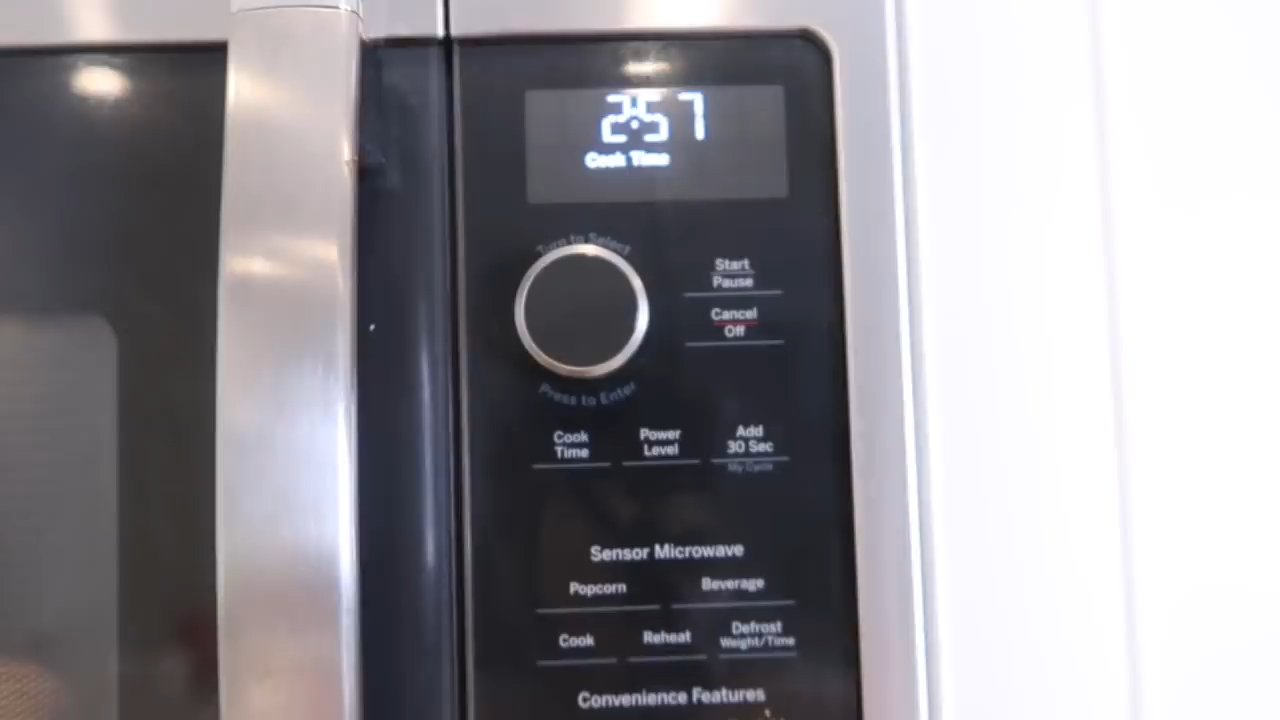 2:57
Cook Time
Turn to Select
Start
Pause
Cancel
Off
Press to Enter
Cook
Time
Power
Level
Add
30 Sec
My Cycle
Sensor Microwave
Popcorn
Beverage
Cook
Reheat
Defrost
Weight/Time
Convenience Features